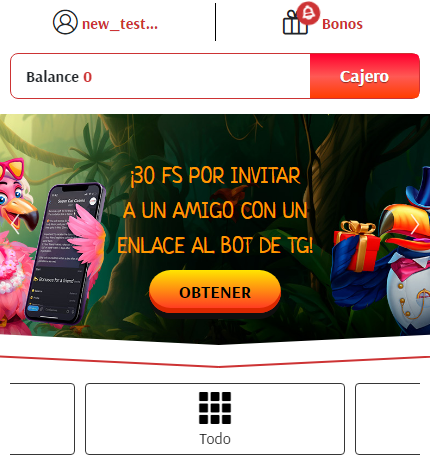 new_test...
Bonos
Balance 0
Cajero
¡30 FS POR INVITAR
A UN AMIGO CON UN
ENLACE AL BOT DE TG!
OBTENER
Todo